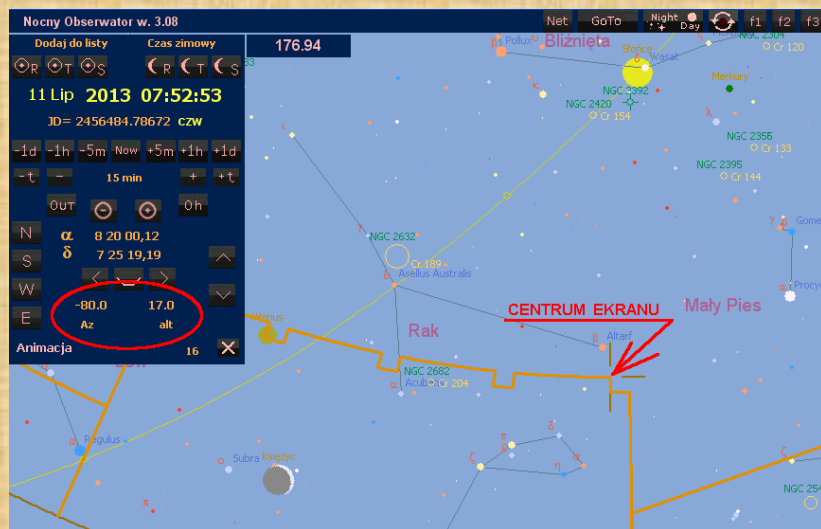 Nocny Obserwator w. 3.08
Net GoTo Night Day f1 f2 f3
Dodaj do listy Czas zimowy
176.94
R T S R T S
11 Lip 2013 07:52:53
JD= 2456484.78672 czw
-1d -1h -5m Now +5m +1h +1d
-t - 15 min + +t
OUT 0h
N α 8 20 00,12
S δ 7 25 19,19
W
E
-80.0 17.0
Az alt
Animacja 16 X
Pollux
Bliźnięta
Słońce
Wasat
NGC 2304
Cr 120
Merkury
NGC 2392
NGC 2420
Cr 154
NGC 2355
Cr 133
NGC 2395
Cr 144
NGC 2632
Cr 189
Asellus Australis
CENTRUM EKRANU
Mały Pies
Venus
Rak
β Altarf
NGC 2682
α
Cr 204
Regulus
Subra
Księżyc
NGC 254